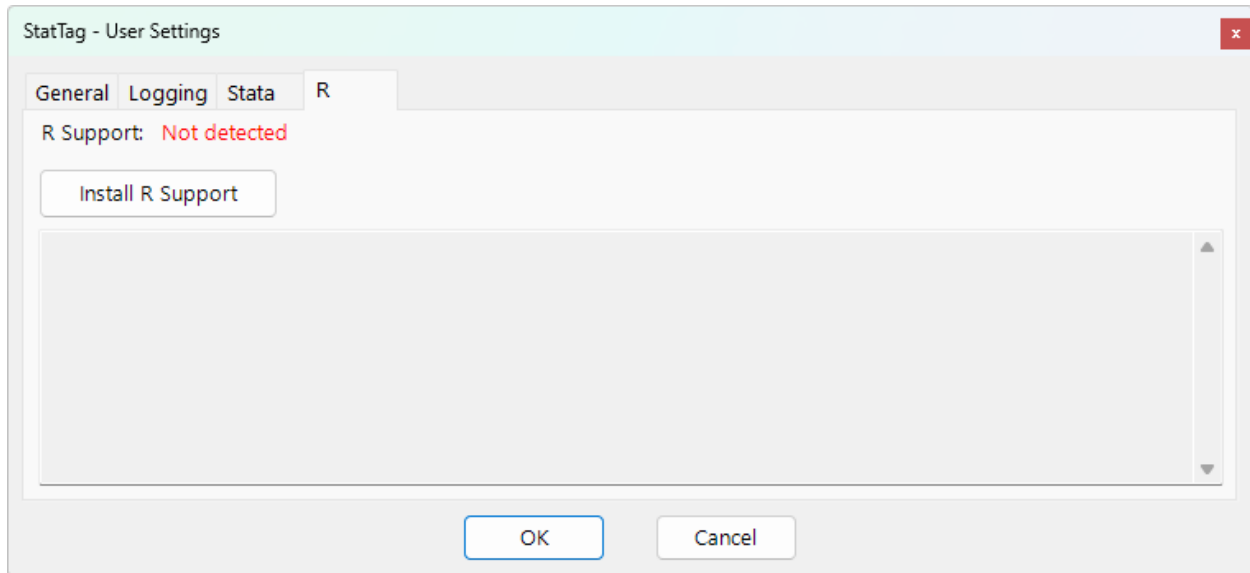 StatTag - User Settings
x
General Logging Stata R
R Support: Not detected
Install R Support
OK Cancel